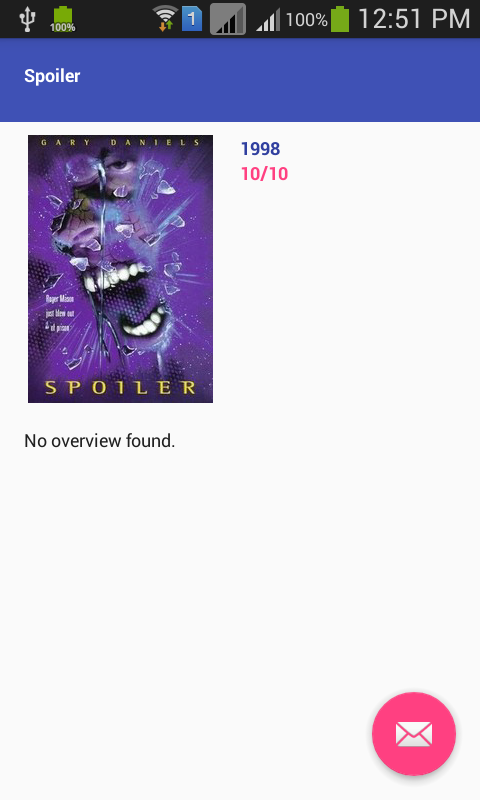 100%
1
100%
12:51 PM
Spoiler
GARY DANIELS
1998
10/10
Roger Mason
just blew out
of prison
SPOILER
No overview found.